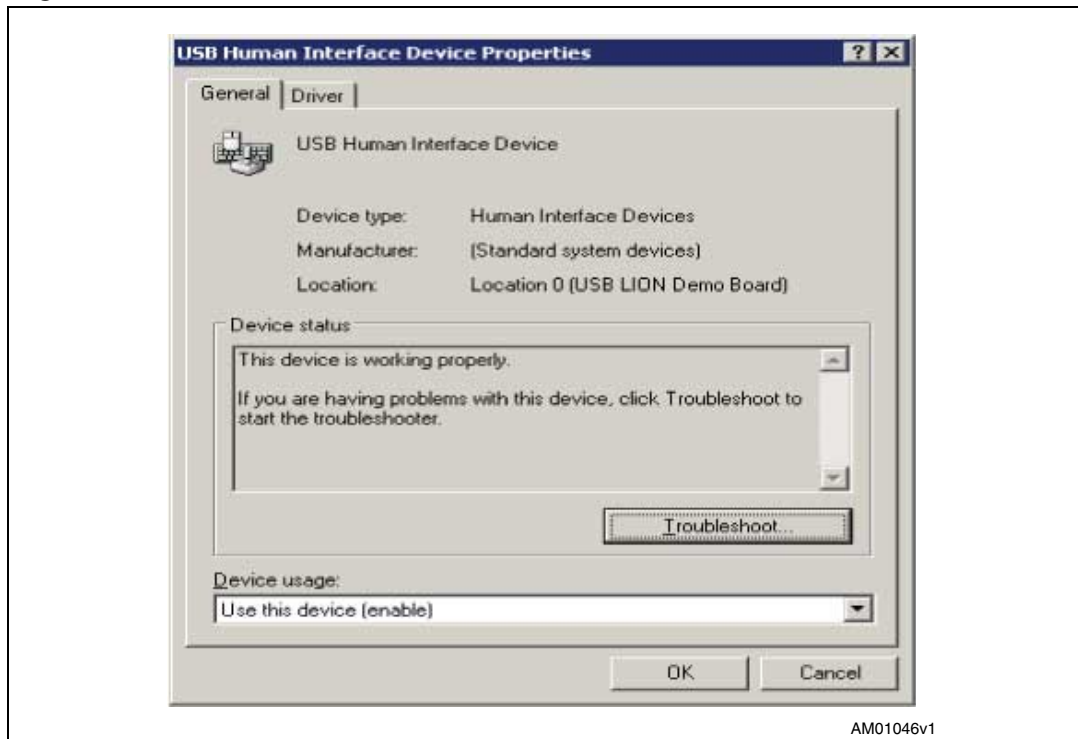 USB Human Interface Device Properties
General Driver
USB Human Interface Device
Device type: Human Interface Devices
Manufacturer: (Standard system devices)
Location: Location 0 (USB LION Demo Board)
Device status
This device is working properly.
If you are having problems with this device, click Troubleshoot to
start the troubleshooter.
Troubleshoot...
Device usage:
Use this device (enable)
OK Cancel
AM01046v1